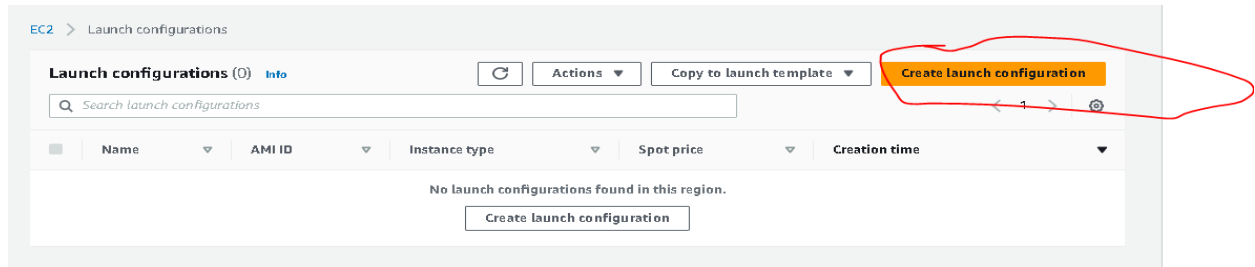 EC2 > Launch configurations
Launch configurations (0) Info Actions Copy to launch template Create launch configuration
Search launch configurations < 1 >
Name AMI ID Instance type Spot price Creation time
No launch configurations found in this region.
Create launch configuration